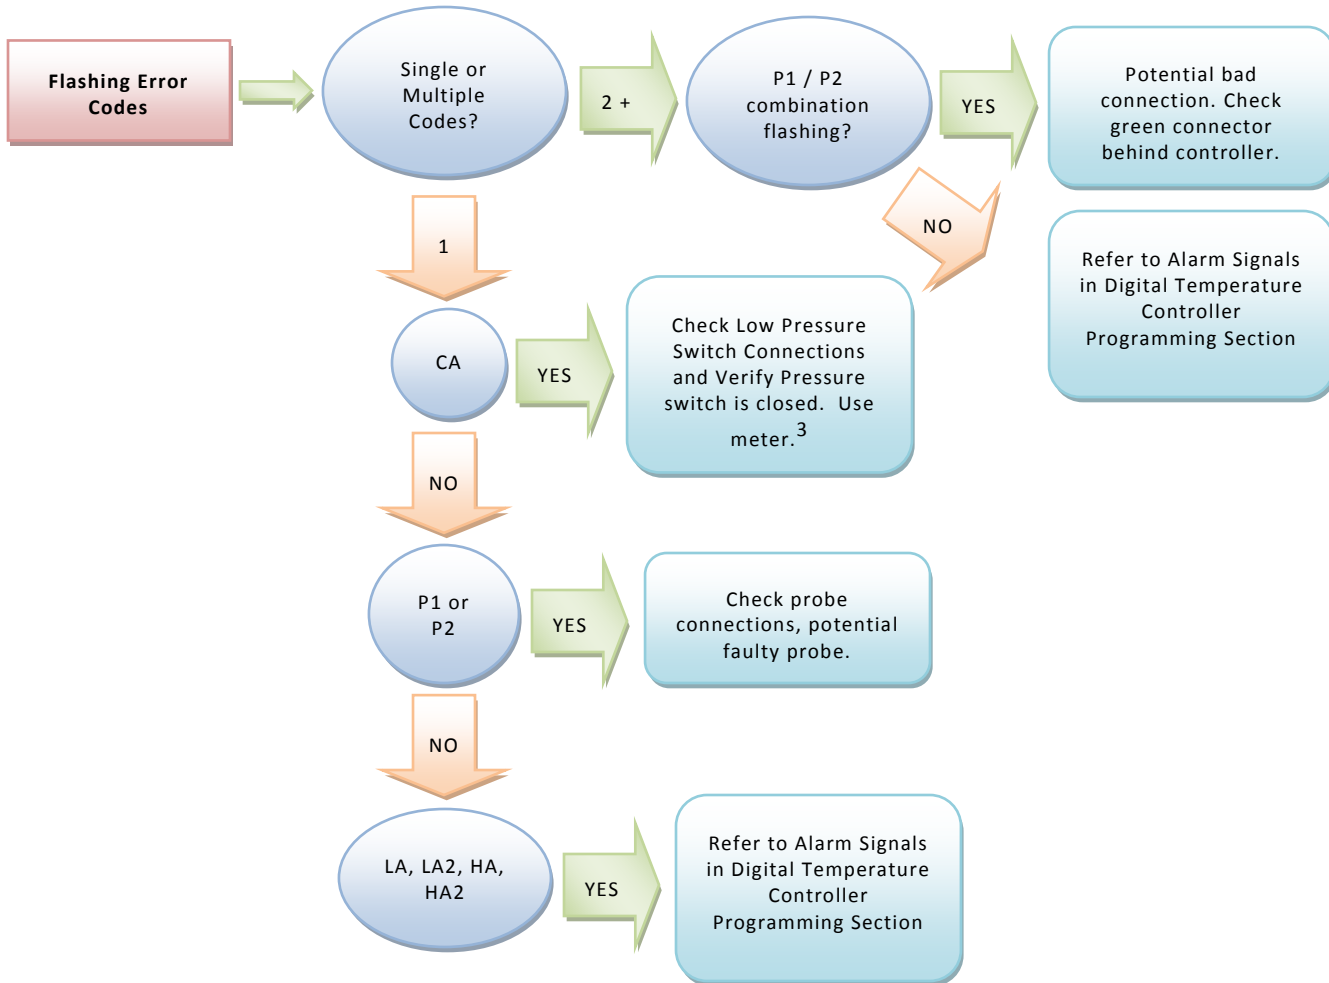 Flashing Error
Codes
Single or
Multiple
Codes?
2 +
P1 / P2
combination
flashing?
YES
Potential bad
connection. Check
green connector
behind controller.
NO
Refer to Alarm Signals
in Digital Temperature
Controller
Programming Section
1
CA
YES
Check Low Pressure
Switch Connections
and Verify Pressure
switch is closed.  Use
meter.3
NO
P1 or
P2
YES
Check probe
connections, potential
faulty probe.
NO
LA, LA2, HA,
HA2
YES
Refer to Alarm Signals
in Digital Temperature
Controller
Programming Section